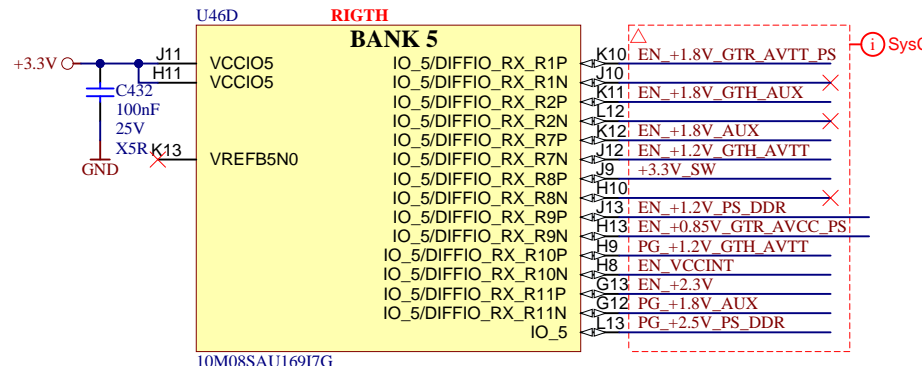 U46D
RIGTH
BANK 5
+3.3V
J11
VCCIO5
H11
VCCIO5
C432
100nF
25V
X5R
GND
K13
VREFB5N0
IO_5/DIFFIO_RX_R1P K10 EN_+1.8V_GTR_AVTT_PS
IO_5/DIFFIO_RX_R1N J10
IO_5/DIFFIO_RX_R2P K11 EN_+1.8V_GTH_AUX
IO_5/DIFFIO_RX_R2N L12
IO_5/DIFFIO_RX_R7P K12 EN_+1.8V_AUX
IO_5/DIFFIO_RX_R7N J12 EN_+1.2V_GTH_AVTT
IO_5/DIFFIO_RX_R8P J9 +3.3V_SW
IO_5/DIFFIO_RX_R8N H10
IO_5/DIFFIO_RX_R9P J13 EN_+1.2V_PS_DDR
IO_5/DIFFIO_RX_R9N H13 EN_+0.85V_GTR_AVCC_PS
IO_5/DIFFIO_RX_R10P H9 PG_+1.2V_GTH_AVTT
IO_5/DIFFIO_RX_R10N H8 EN_VCCINT
IO_5/DIFFIO_RX_R11P G13 EN_+2.3V
IO_5/DIFFIO_RX_R11N G12 PG_+1.8V_AUX
IO_5 L13 PG_+2.5V_PS_DDR
i
10M08SAU169I7G